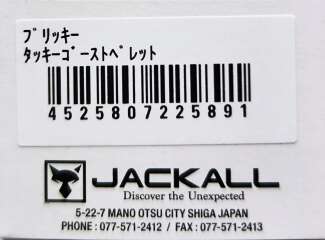 ブリッキー
タッキーゴーストペレット
4525807225891
JACKALL
Discover the Unexpected
5-22-7 MANO OTSU CITY SHIGA JAPAN
PHONE : 077-571-2412 / FAX : 077-571-2413